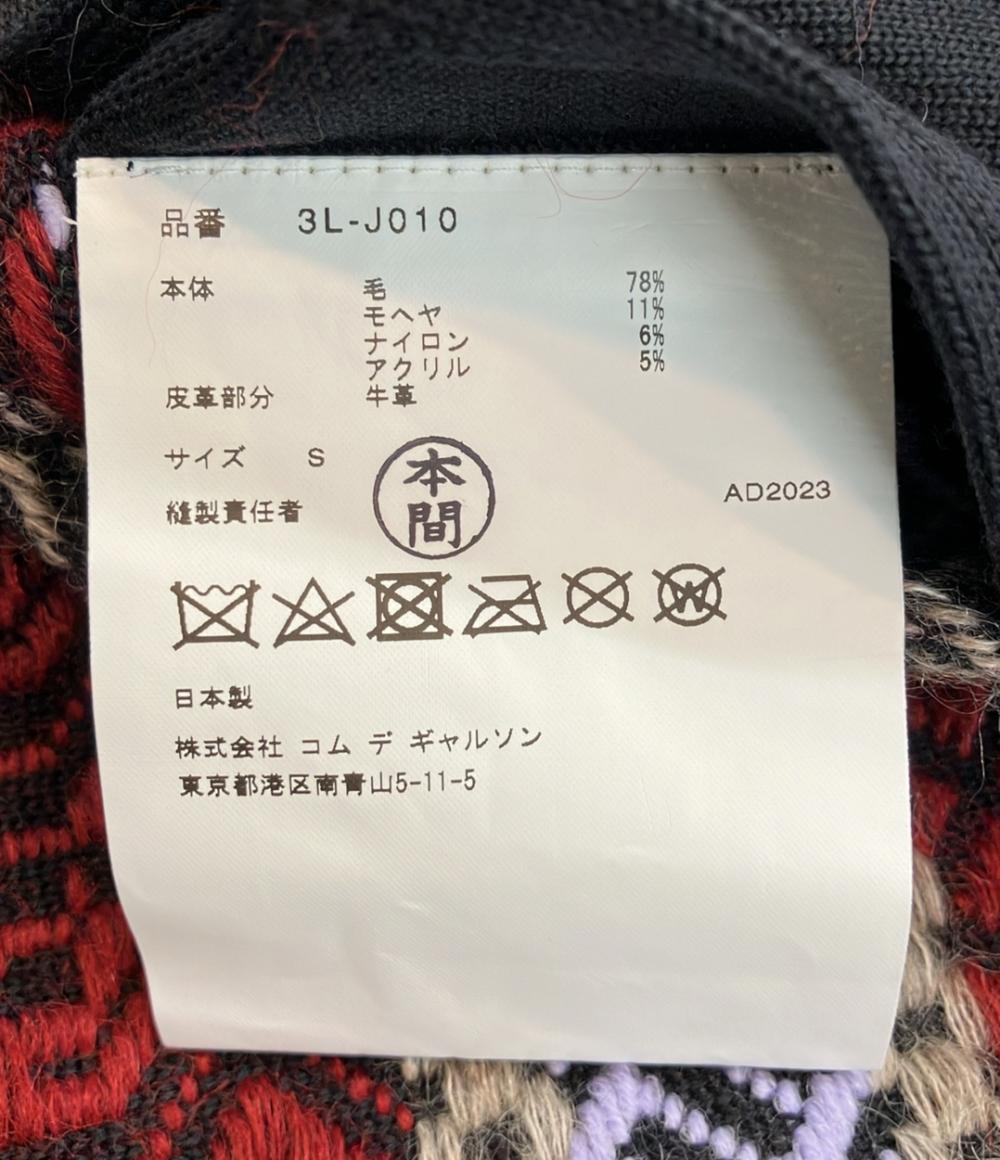 品番 3L-J010
本体 毛 78%
モヘヤ 11%
ナイロン 6%
アクリル 5%
皮革部分 牛革
サイズ S
本間
AD2023
縫製責任者
W
日本製
株式会社 コム デ ギャルソン
東京都港区南青山5-11-5